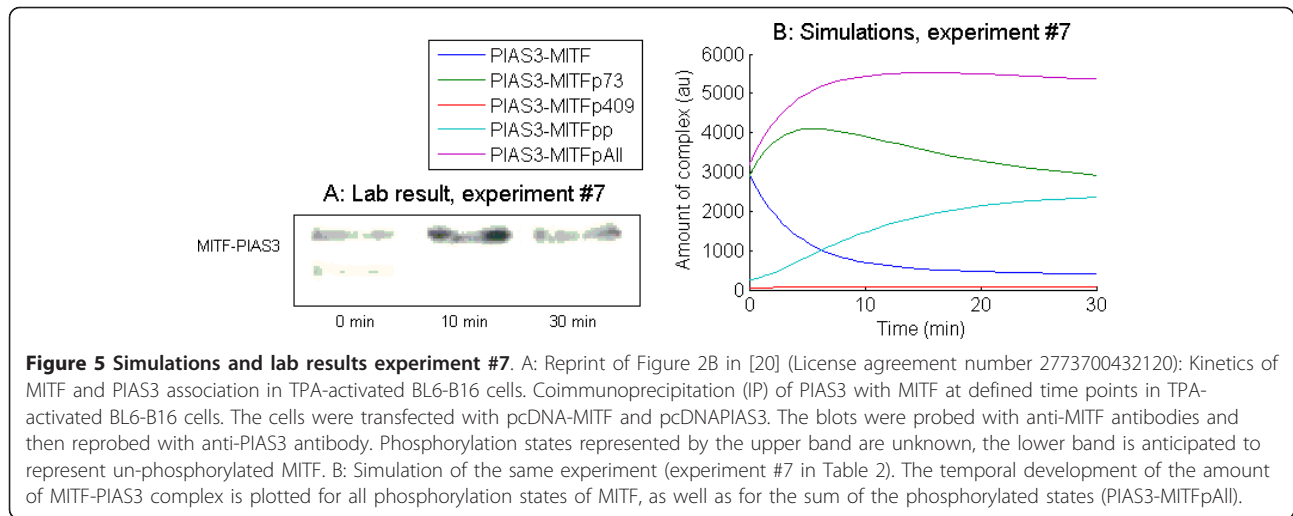 PIAS3-MITF
PIAS3-MITFp73
PIAS3-MITFp409
PIAS3-MITFpp
PIAS3-MITFpAll
A: Lab result, experiment #7
MITF-PIAS3
0 min 10 min 30 min
B: Simulations, experiment #7
Amount of complex (au)
6000
5000
4000
3000
2000
1000
0
0 10 20 30
Time (min)
Figure 5 Simulations and lab results experiment #7. A: Reprint of Figure 2B in [20] (License agreement number 2773700432120): Kinetics of
MITF and PIAS3 association in TPA-activated BL6-B16 cells. Coimmunoprecipitation (IP) of PIAS3 with MITF at defined time points in TPA-
activated BL6-B16 cells. The cells were transfected with pcDNA-MITF and pcDNAPIAS3. The blots were probed with anti-MITF antibodies and
then reprobed with anti-PIAS3 antibody. Phosphorylation states represented by the upper band are unknown, the lower band is anticipated to
represent un-phosphorylated MITF. B: Simulation of the same experiment (experiment #7 in Table 2). The temporal development of the amount
of MITF-PIAS3 complex is plotted for all phosphorylation states of MITF, as well as for the sum of the phosphorylated states (PIAS3-MITFpAll).